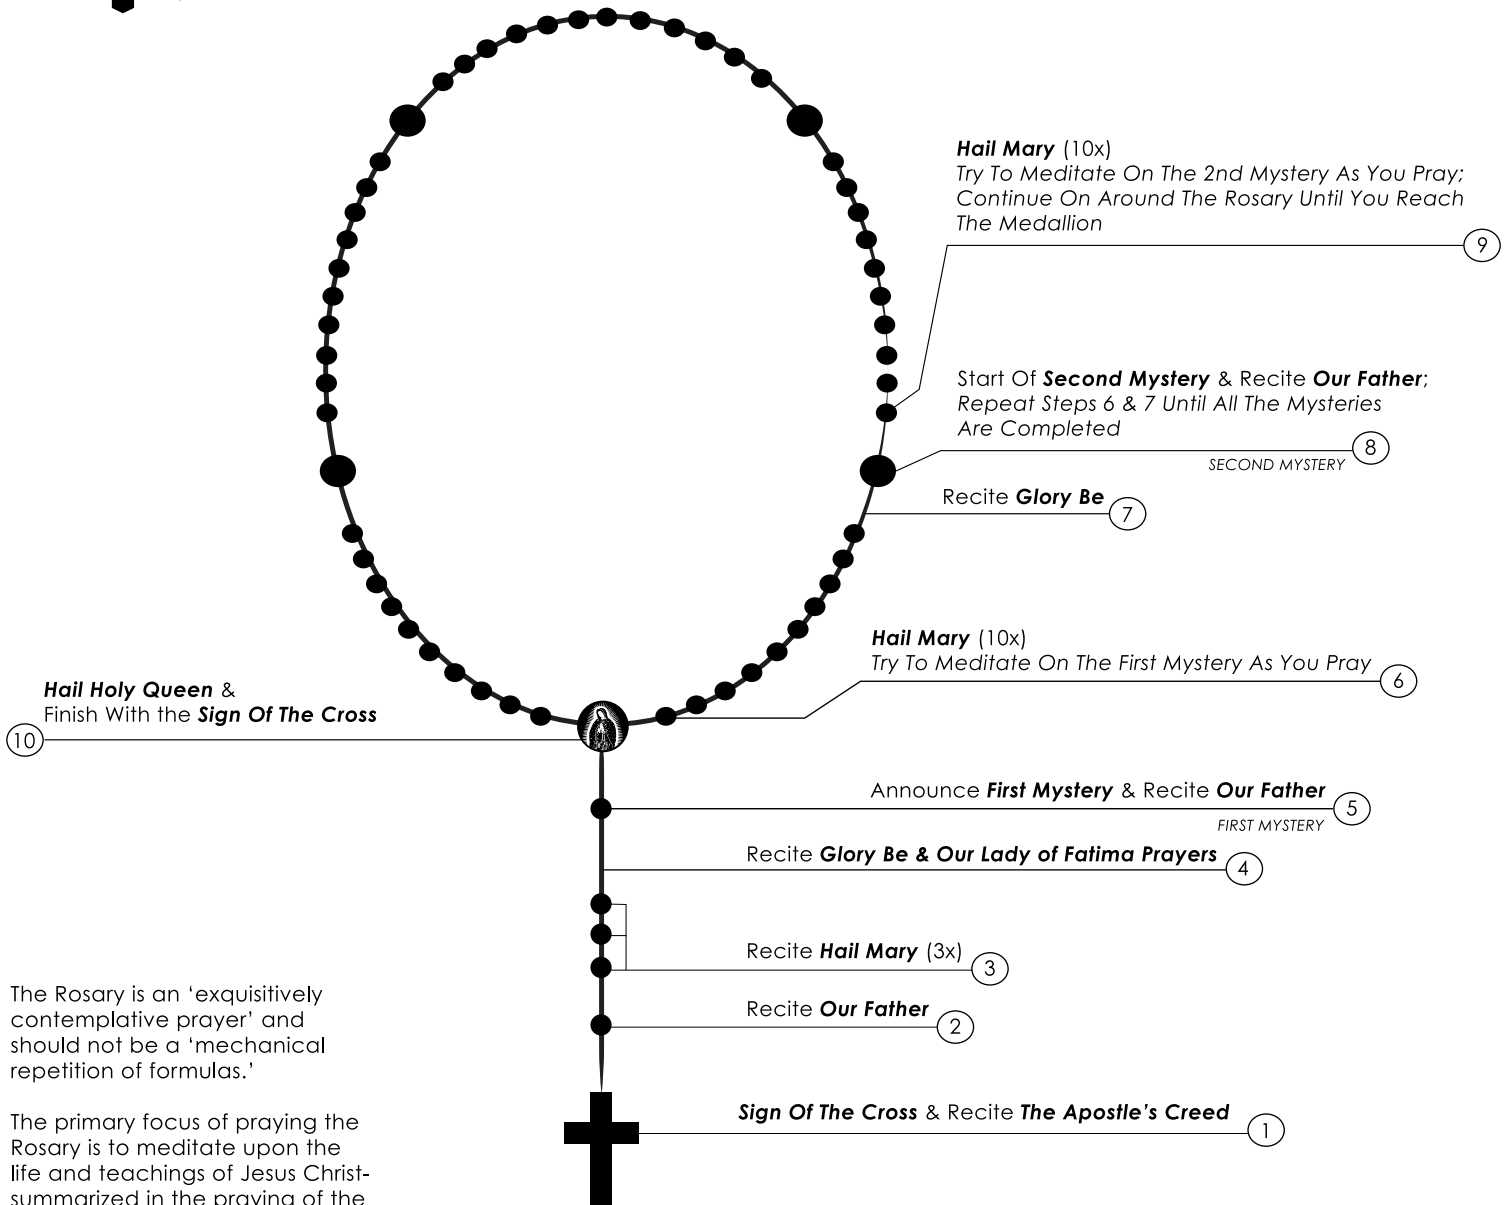 Hail Mary (10x)
Try To Meditate On The 2nd Mystery As You Pray;
Continue On Around The Rosary Until You Reach
The Medallion
9
Start Of Second Mystery & Recite Our Father;
Repeat Steps 6 & 7 Until All The Mysteries
Are Completed
8
SECOND MYSTERY
Recite Glory Be
7
Hail Mary (10x)
Try To Meditate On The First Mystery As You Pray
6
Hail Holy Queen &
Finish With the Sign Of The Cross
10
Announce First Mystery & Recite Our Father
5
FIRST MYSTERY
Recite Glory Be & Our Lady of Fatima Prayers
4
Recite Hail Mary (3x)
3
Recite Our Father
2
Sign Of The Cross & Recite The Apostle's Creed
1
The Rosary is an ‘exquisitively
contemplative prayer’ and
should not be a ‘mechanical
repetition of formulas.’
The primary focus of praying the
Rosary is to meditate upon the
life and teachings of Jesus Christ-
summarized in the praying of the